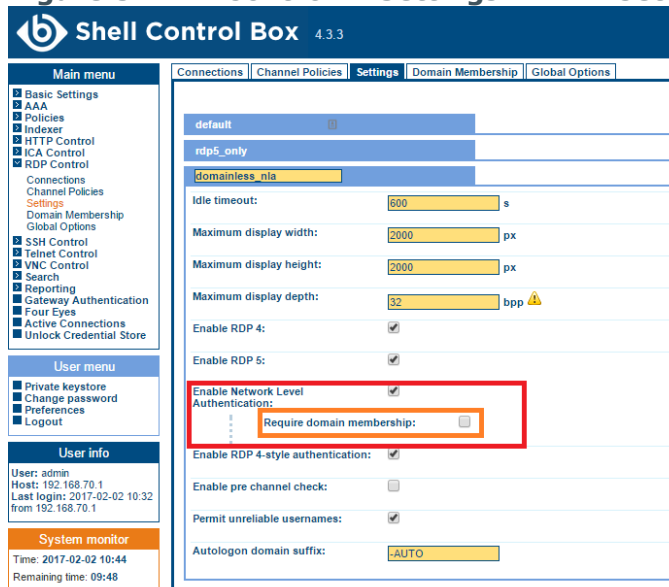 Shell Control Box 4.3.3
Main menu
Basic Settings
AAA
Policies
Indexer
HTTP Control
ICA Control
RDP Control
Connections
Channel Policies
Settings
Domain Membership
Global Options
SSH Control
Telnet Control
VNC Control
Search
Reporting
Gateway Authentication
Four Eyes
Active Connections
Unlock Credential Store
User menu
Private keystore
Change password
Preferences
Logout
User info
User: admin
Host: 192.168.70.1
Last login: 2017-02-02 10:32
from 192.168.70.1
System monitor
Time: 2017-02-02 10:44
Remaining time: 09:48
Connections Channel Policies Settings Domain Membership Global Options
default
rdp5_only
domainless_nla
Idle timeout: 600 s
Maximum display width: 2000 px
Maximum display height: 2000 px
Maximum display depth: 32 bpp
Enable RDP 4:
Enable RDP 5:
Enable Network Level
Authentication:
Require domain membership:
Enable RDP 4-style authentication:
Enable pre channel check:
Permit unreliable usernames:
Autologon domain suffix: -AUTO